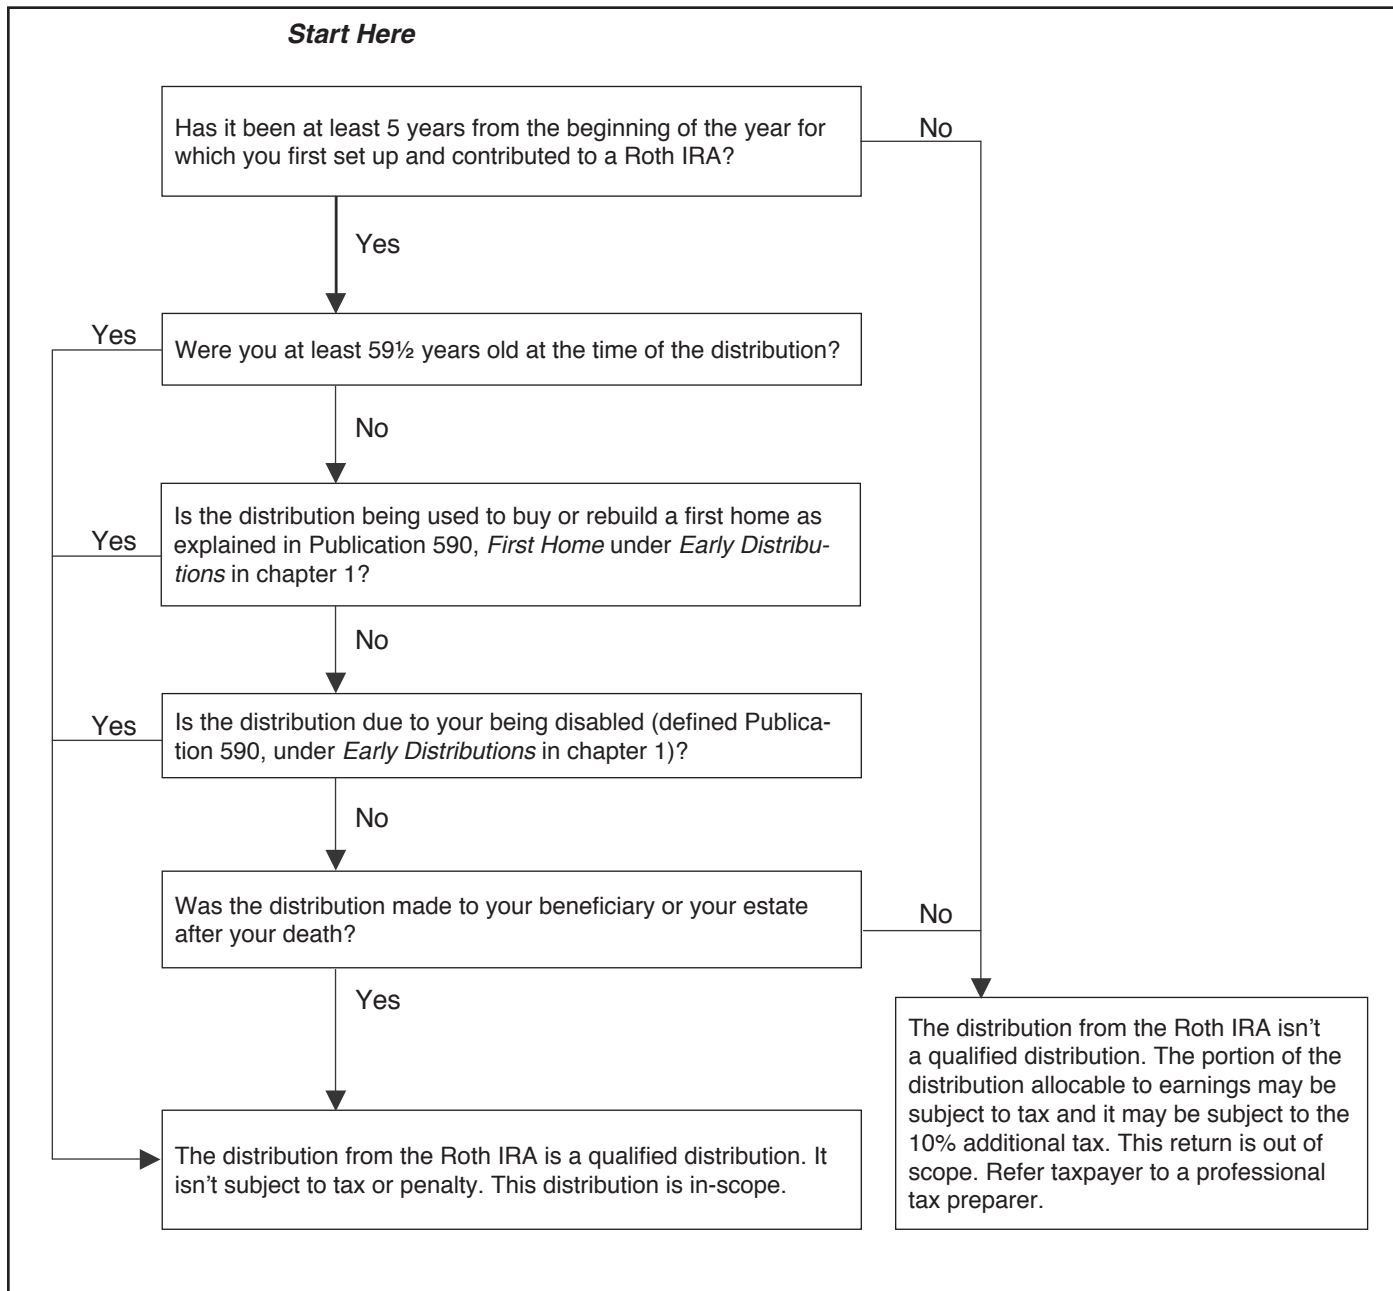 Start Here
Has it been at least 5 years from the beginning of the year for
which you first set up and contributed to a Roth IRA?
No
Yes
Yes
Were you at least 59½ years old at the time of the distribution?
No
Yes
Is the distribution being used to buy or rebuild a first home as
explained in Publication 590, First Home under Early Distribu-
tions in chapter 1?
No
Yes
Is the distribution due to your being disabled (defined Publica-
tion 590, under Early Distributions in chapter 1)?
No
Was the distribution made to your beneficiary or your estate
after your death?
No
Yes
The distribution from the Roth IRA isn’t
a qualified distribution. The portion of the
distribution allocable to earnings may be
subject to tax and it may be subject to the
10% additional tax. This return is out of
scope. Refer taxpayer to a professional
tax preparer.
The distribution from the Roth IRA is a qualified distribution. It
isn’t subject to tax or penalty. This distribution is in-scope.